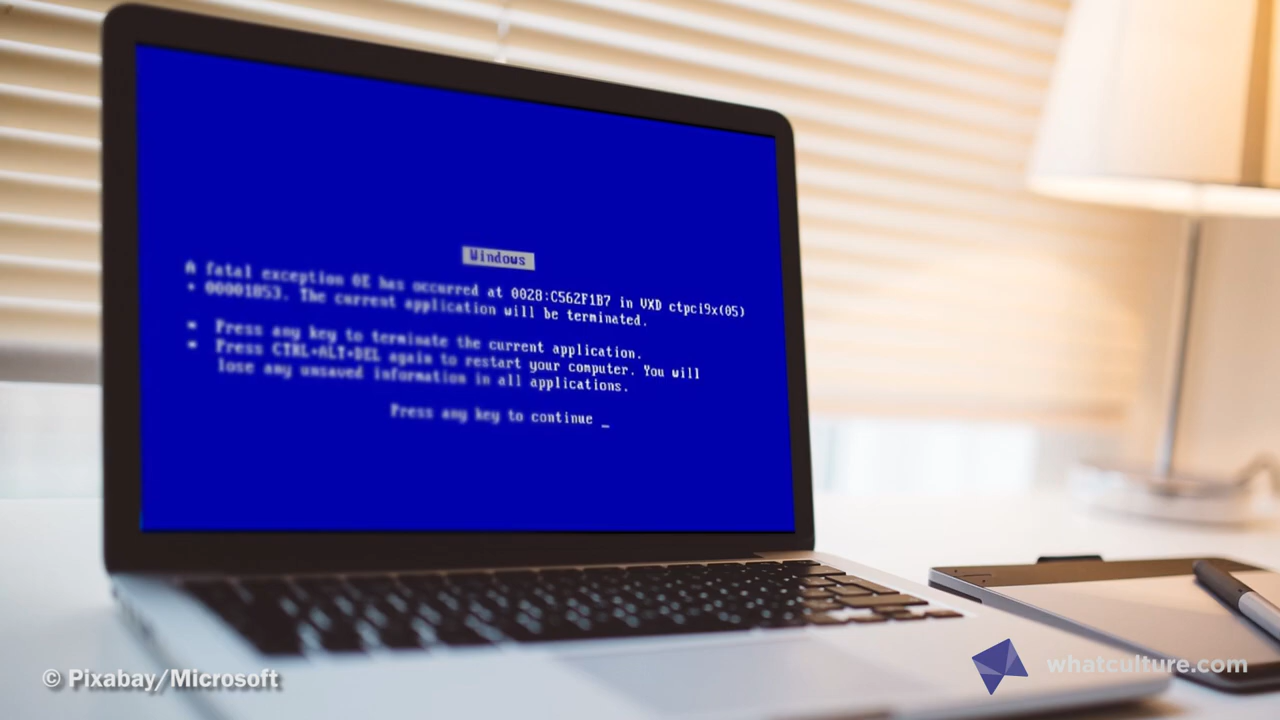 Windows
A fatal exception 0E has occurred at 0028:C562F1B7 in VXD ctpci9x(05)
+ 00001853. The current application will be terminated.
* Press any key to terminate the current application.
* Press CTRL+ALT+DEL again to restart your computer. You will
lose any unsaved information in all applications.
Press any key to continue _
© Pixabay/Microsoft
whatculture.com